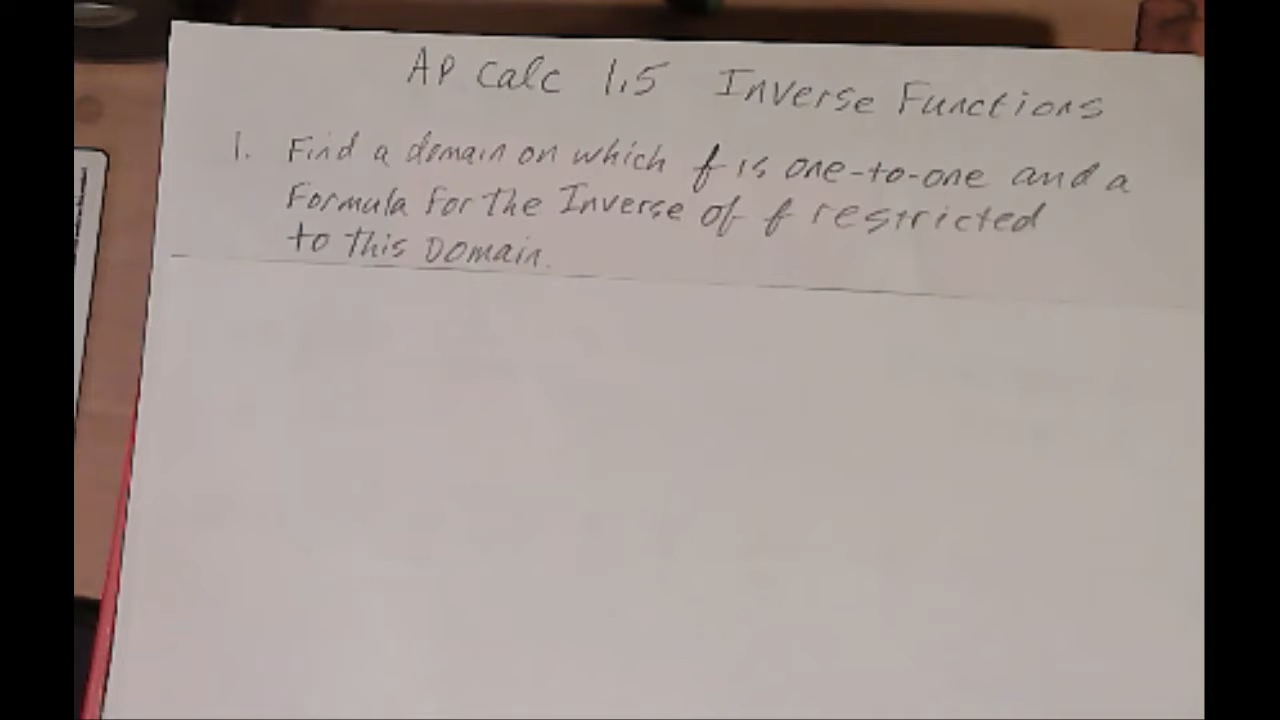 AP Calc 1.5 Inverse Functions
1. Find a domain on which f is one-to-one and a
Formula For The Inverse of f restricted
to This Domain.